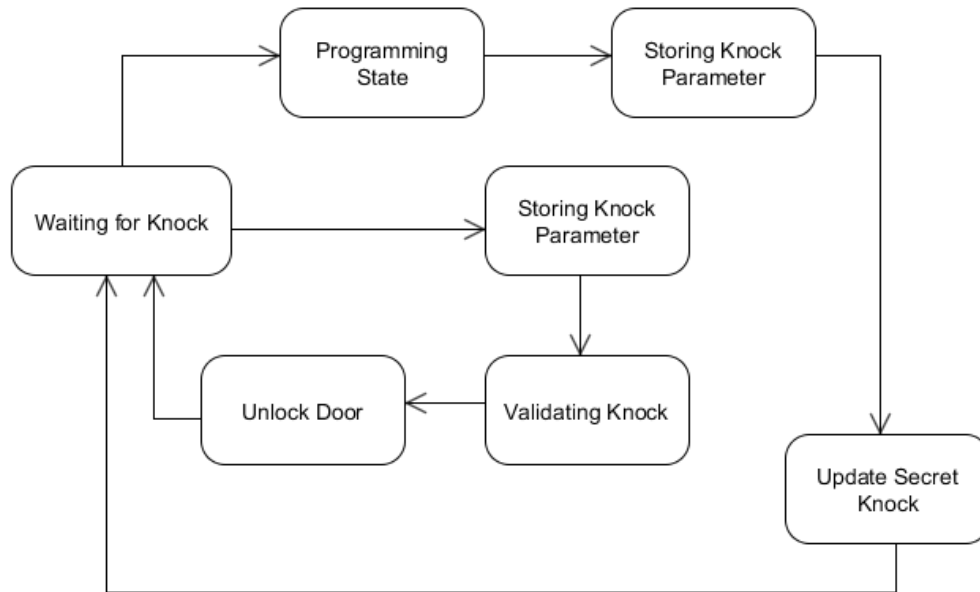 Programming
State
Storing Knock
Parameter
Waiting for Knock
Storing Knock
Parameter
Unlock Door
Validating Knock
Update Secret
Knock